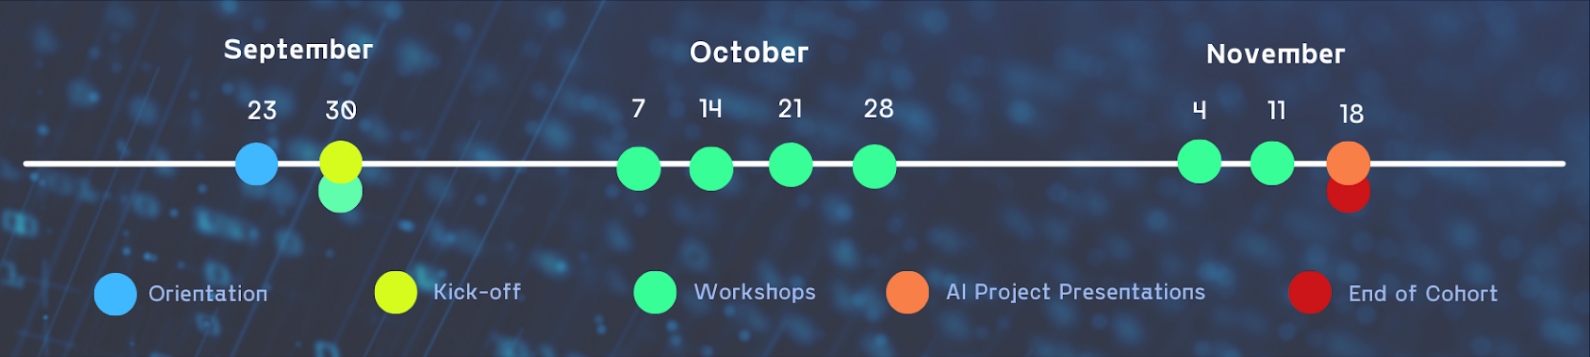 September October November
23 30 7 14 21 28 4 11 18
Orientation Kick-off Workshops AI Project Presentations End of Cohort